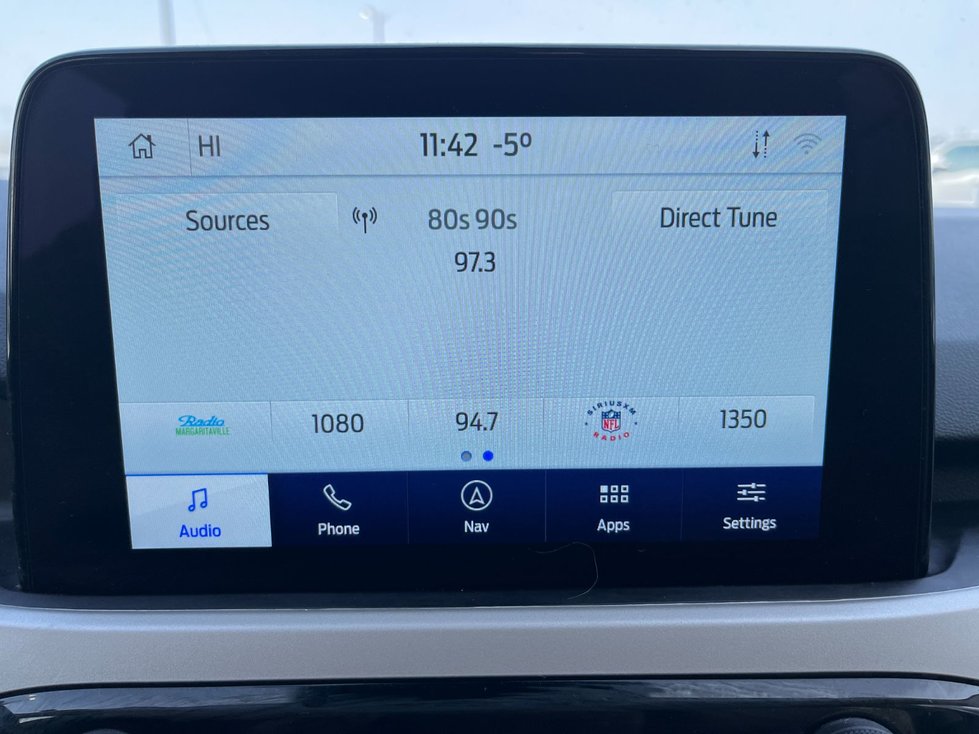 HI 11:42 -5°
Sources 80s 90s Direct Tune
97.3
Radio
MARGARITAVILLE
1080
94.7
SIRIUSXM
NFL
RADIO
1350
Audio Phone Nav Apps Settings